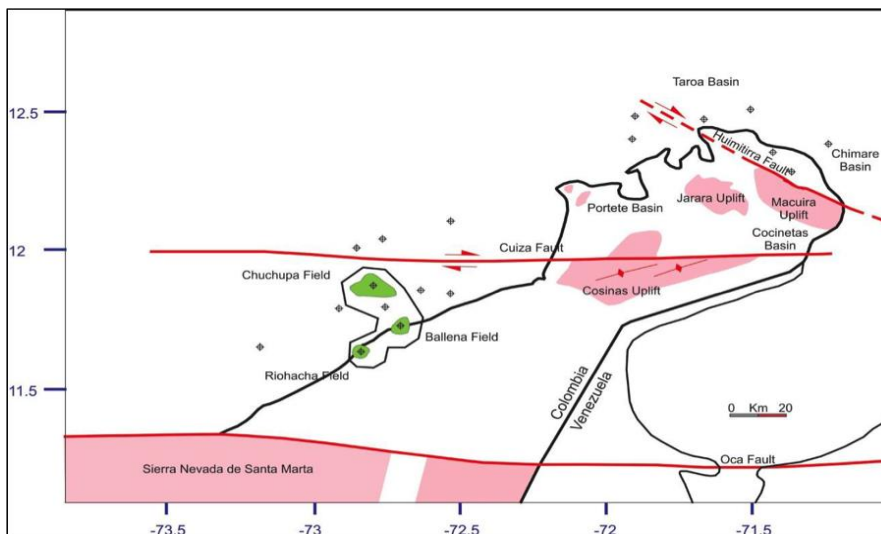 Taroa Basin
12.5
Huimitirra Fault
Chimare
Basin
Portete Basin
Jarara Uplift
Macuira
Uplift
12
Cuiza Fault
Cocinetas
Basin
Chuchupa Field
Cosinas Uplift
Ballena Field
Riohacha Field
11.5
Colombia
Venezuela
0 Km 20
Oca Fault
Sierra Nevada de Santa Marta
-73.5
-73
-72.5
-72
-71.5